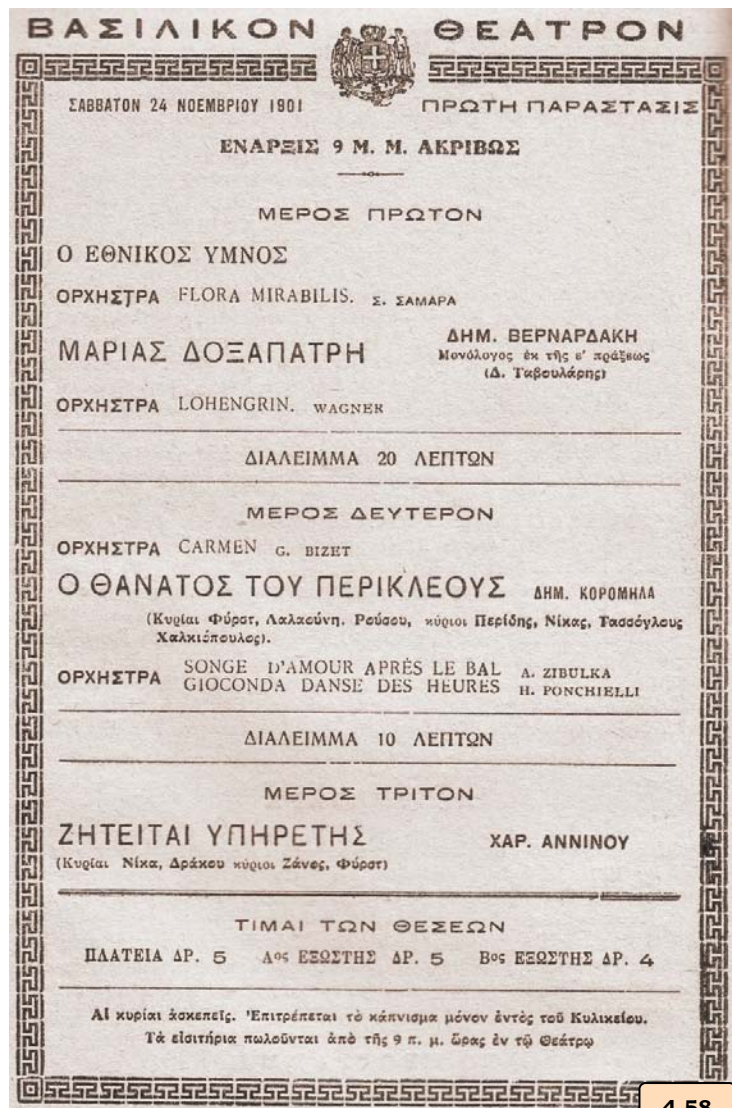 ΒΑΣΙΛΙΚΟΝ ΘΕΑΤΡΟΝ
ΣΑΒΒΑΤΟΝ 24 ΝΟΕΜΒΡΙΟΥ 1901 ΠΡΩΤΗ ΠΑΡΑΣΤΑΣΙΣ
ΕΝΑΡΞΙΣ 9 Μ. Μ. ΑΚΡΙΒΩΣ
ΜΕΡΟΣ ΠΡΩΤΟΝ
Ο ΕΘΝΙΚΟΣ ΥΜΝΟΣ
ΟΡΧΗΣΤΡΑ FLORA MIRABILIS. Σ. ΣΑΜΑΡΑ
ΜΑΡΙΑΣ ΔΟΞΑΠΑΤΡΗ ΔΗΜ. ΒΕΡΝΑΡΔΑΚΗ
Μονόλογος ἐκ τῆς ε' πράξεως
(Δ. Ταβουλάρης)
ΟΡΧΗΣΤΡΑ LOHENGRIN. WAGNER
ΔΙΑΛΕΙΜΜΑ 20 ΛΕΠΤΩΝ
ΜΕΡΟΣ ΔΕΥΤΕΡΟΝ
ΟΡΧΗΣΤΡΑ CARMEN G. BIZET
Ο ΘΑΝΑΤΟΣ ΤΟΥ ΠΕΡΙΚΛΕΟΥΣ ΔΗΜ. ΚΟΡΟΜΗΛΑ
(Κυρίαι Φύρστ, Λαλαούνη. Ρούσου, κύριοι Περίδης, Νίκας, Τασσόγλους
Χαλκιόπουλος).
ΟΡΧΗΣΤΡΑ SONGE D'AMOUR APRÈS LE BAL A. ZIBULKA
GIOCONDA DANSE DES HEURES H. PONCHIELLI
ΔΙΑΛΕΙΜΜΑ 10 ΛΕΠΤΩΝ
ΜΕΡΟΣ ΤΡΙΤΟΝ
ΖΗΤΕΙΤΑΙ ΥΠΗΡΕΤΗΣ ΧΑΡ. ΑΝΝΙΝΟΥ
(Κυρίαι Νίκα, Δράκου κύριοι Ζάνος, Φύρστ)
ΤΙΜΑΙ ΤΩΝ ΘΕΣΕΩΝ
ΠΛΑΤΕΙΑ ΔΡ. 5 Αος ΕΞΩΣΤΗΣ ΔΡ. 5 Βος ΕΞΩΣΤΗΣ ΔΡ. 4
Αἱ κυρίαι ἀσκεπεῖς. Ἐπιτρέπεται τὸ κάπνισμα μόνον ἐντὸς τοῦ Κυλικείου.
Τὰ εἰσιτήρια πωλοῦνται ἀπὸ τῆς 9 π. μ. ὥρας ἐν τῷ Θεάτρῳ
4.58